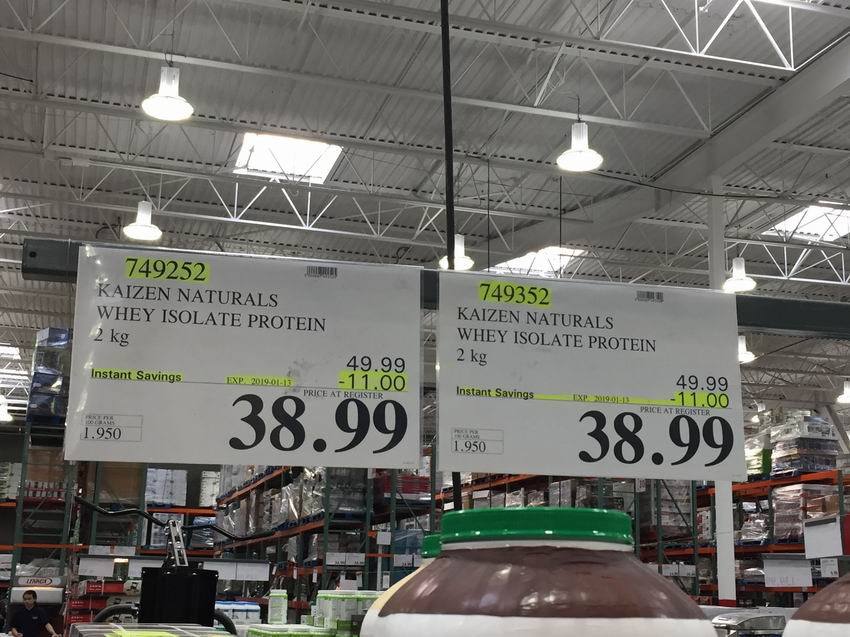 749252
KAIZEN NATURALS
WHEY ISOLATE PROTEIN
2 kg
49.99
Instant Savings EXP. 2019-01-13 -11.00
PRICE AT REGISTER
38.99
PRICE PER
100 GRAMS
1.950
749352
KAIZEN NATURALS
WHEY ISOLATE PROTEIN
2 kg
49.99
Instant Savings EXP. 2019-01-13 -11.00
PRICE AT REGISTER
38.99
PRICE PER
100 GRAMS
1.950
LENNOX